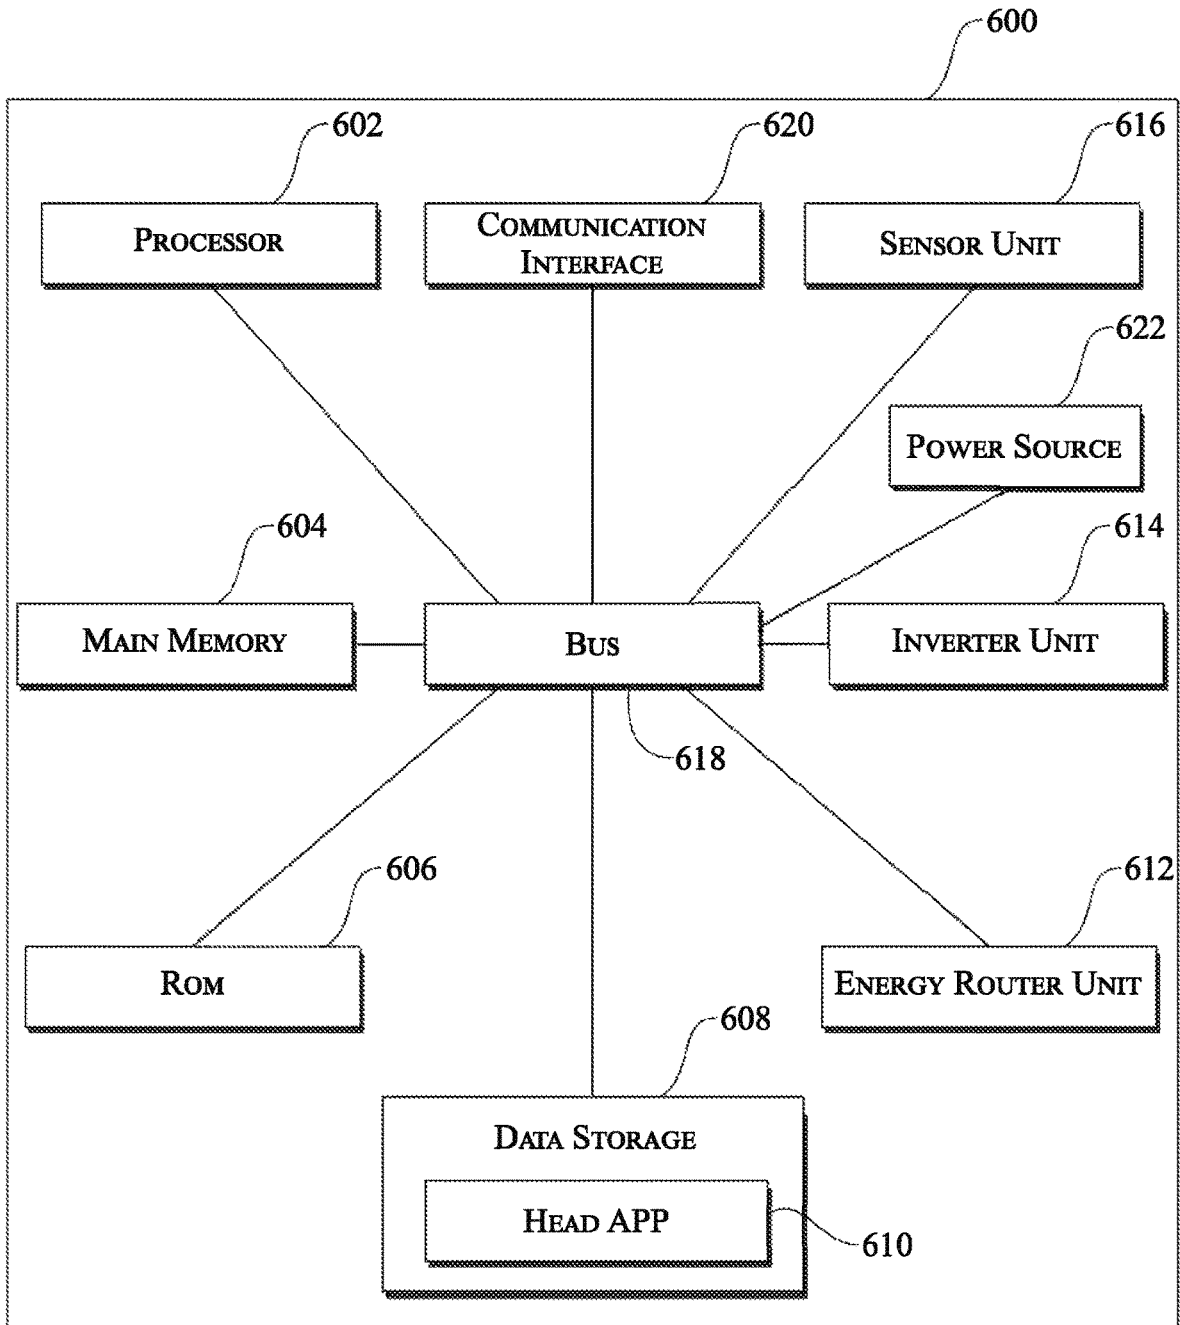 600
602
620
616
PROCESSOR
COMMUNICATION
INTERFACE
SENSOR UNIT
622
POWER SOURCE
604
614
MAIN MEMORY
BUS
INVERTER UNIT
618
606
612
ROM
ENERGY ROUTER UNIT
608
DATA STORAGE
HEAD APP
610